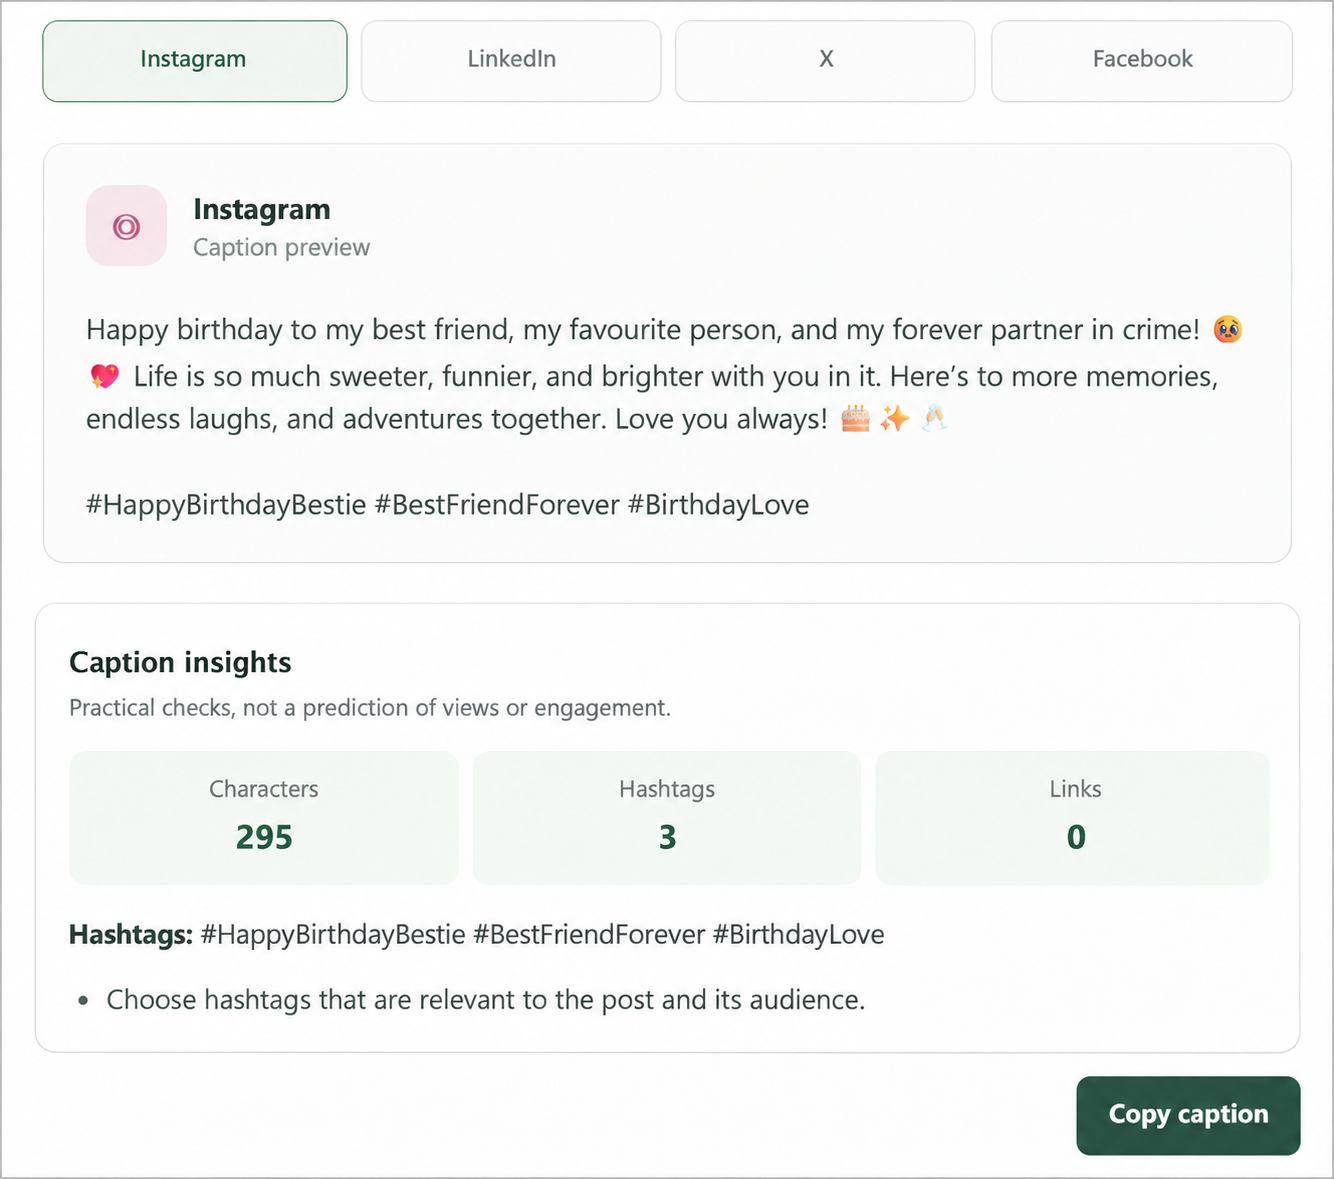 Instagram
LinkedIn
X
Facebook
Instagram
Caption preview
Happy birthday to my best friend, my favourite person, and my forever partner in crime! 🥹
💖 Life is so much sweeter, funnier, and brighter with you in it. Here’s to more memories,
endless laughs, and adventures together. Love you always! 🎂✨🥂
#HappyBirthdayBestie #BestFriendForever #BirthdayLove
Caption insights
Practical checks, not a prediction of views or engagement.
Characters
295
Hashtags
3
Links
0
Hashtags: #HappyBirthdayBestie #BestFriendForever #BirthdayLove
• Choose hashtags that are relevant to the post and its audience.
Copy caption